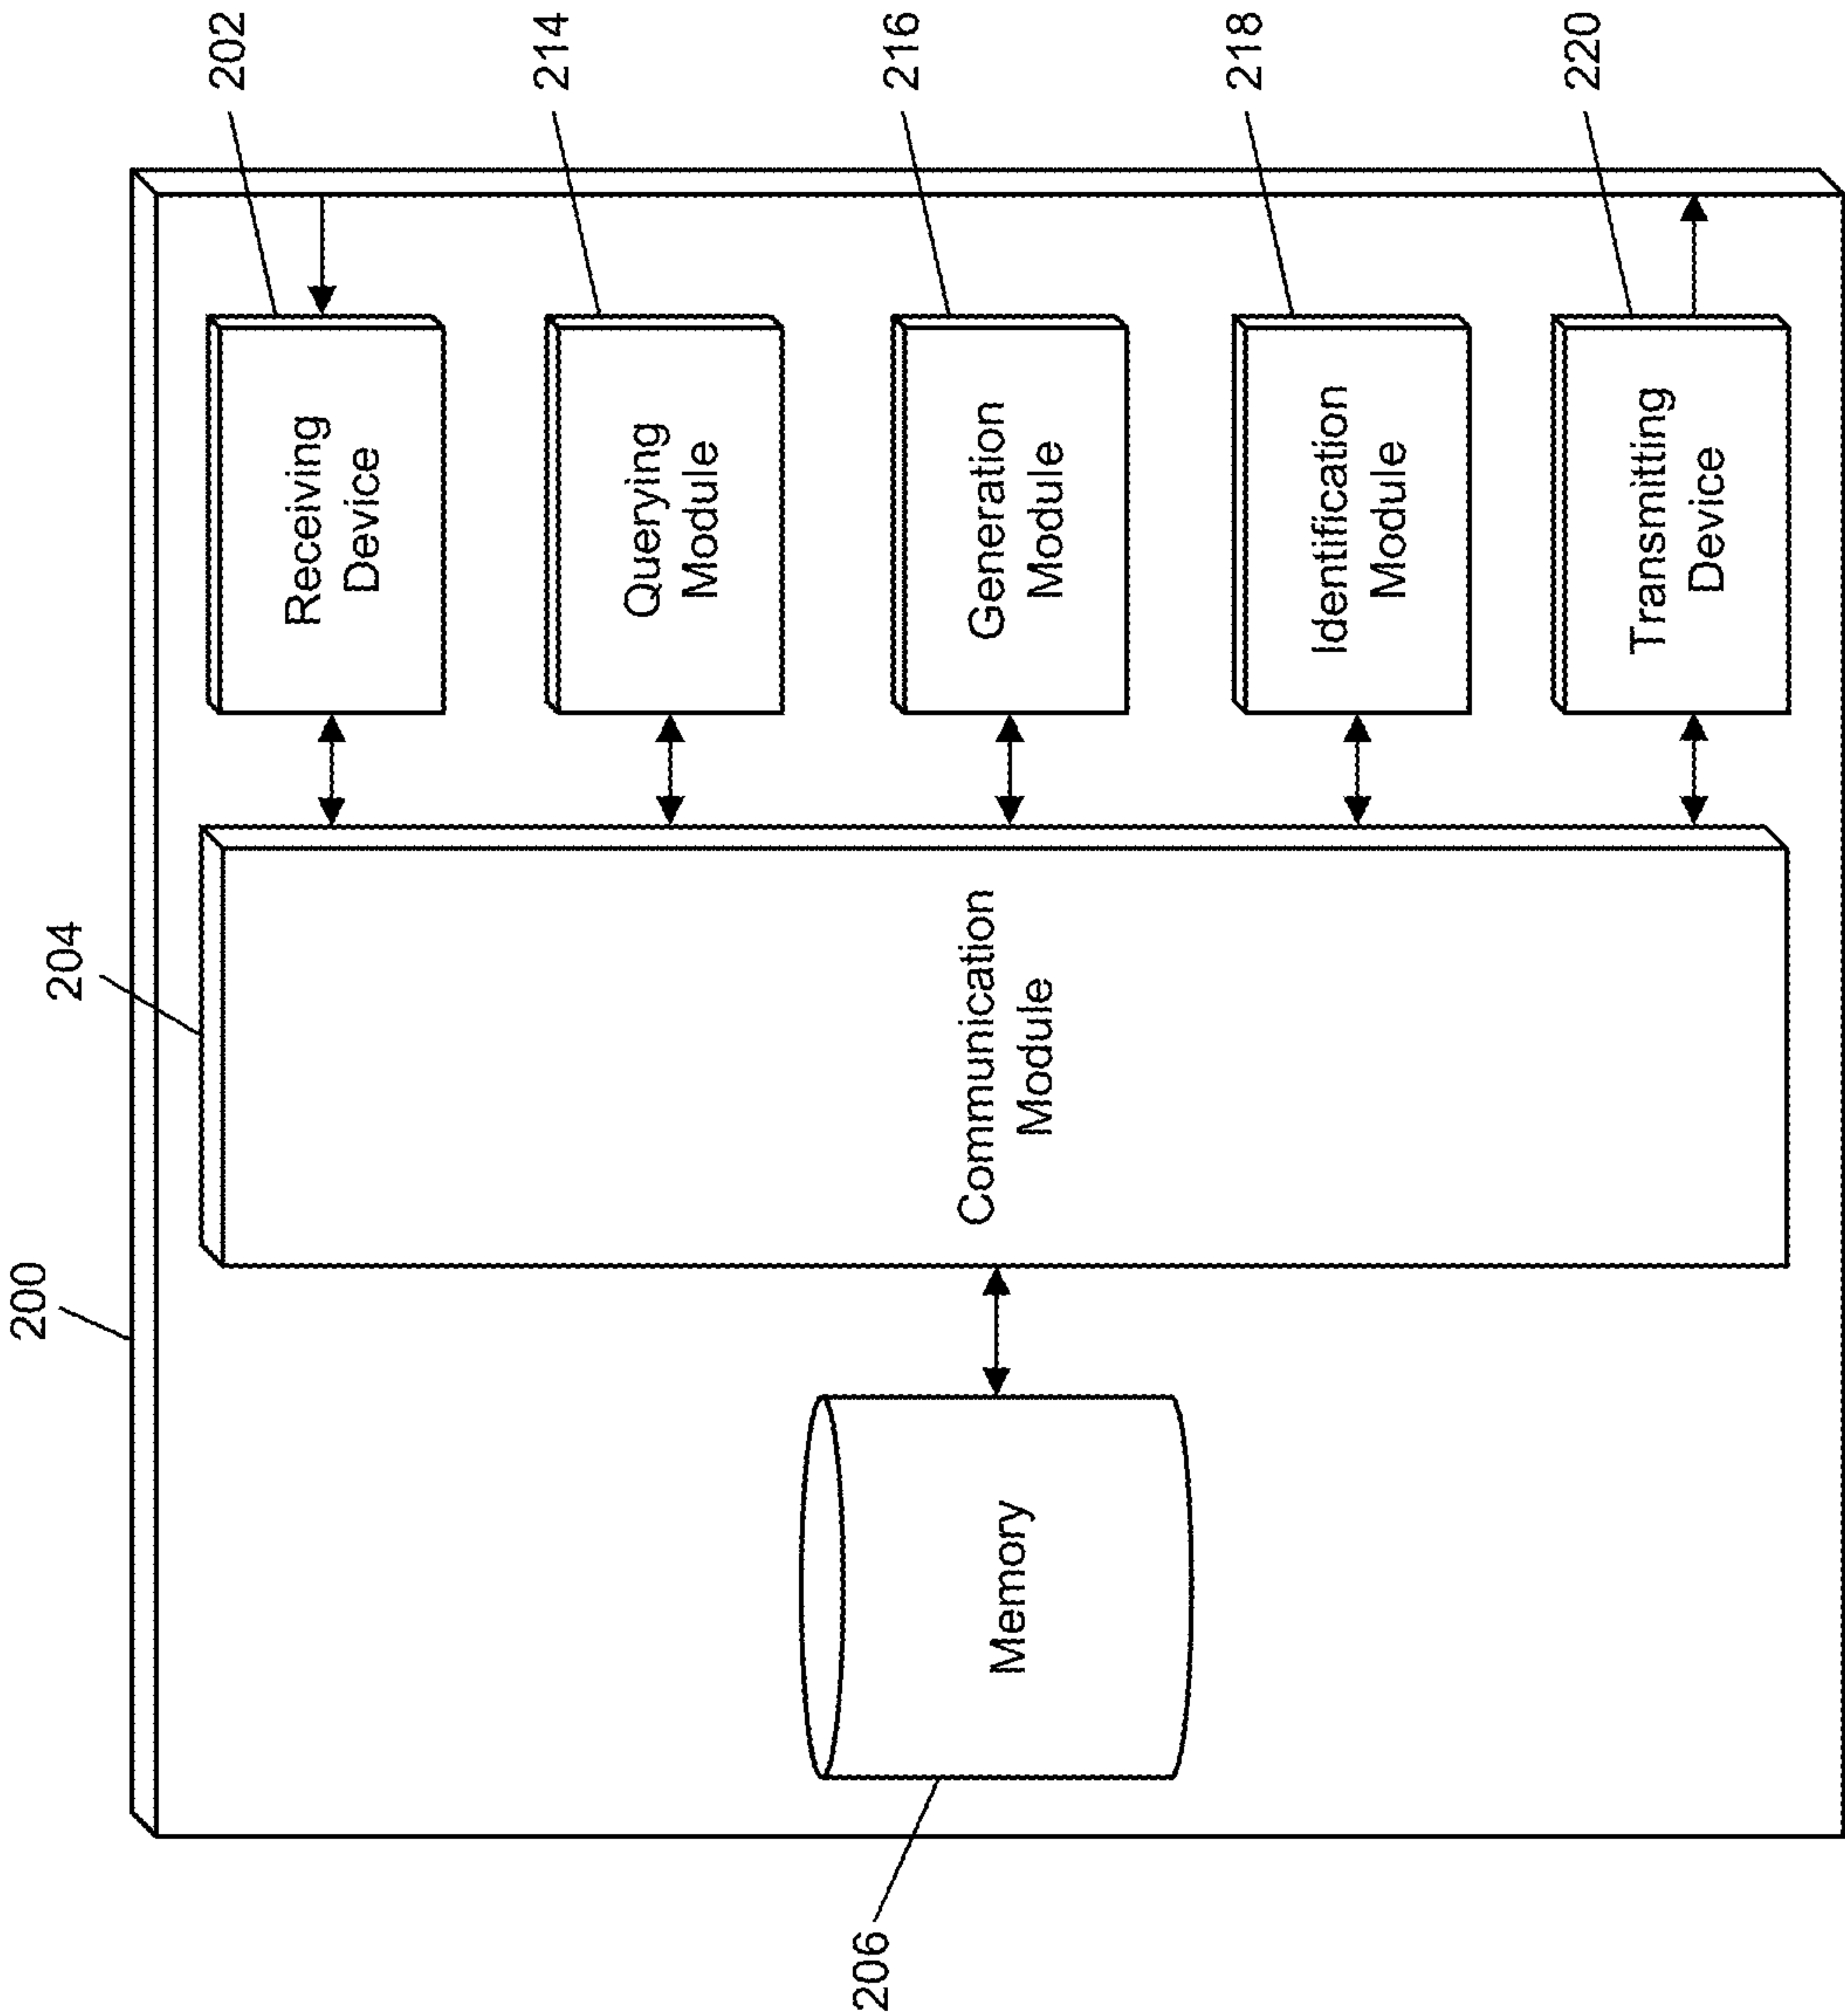 200
204
202
Receiving
Device
214
Querying
Module
206
216
Memory
Communication
Module
Generation
Module
218
Identification
Module
220
Transmitting
Device